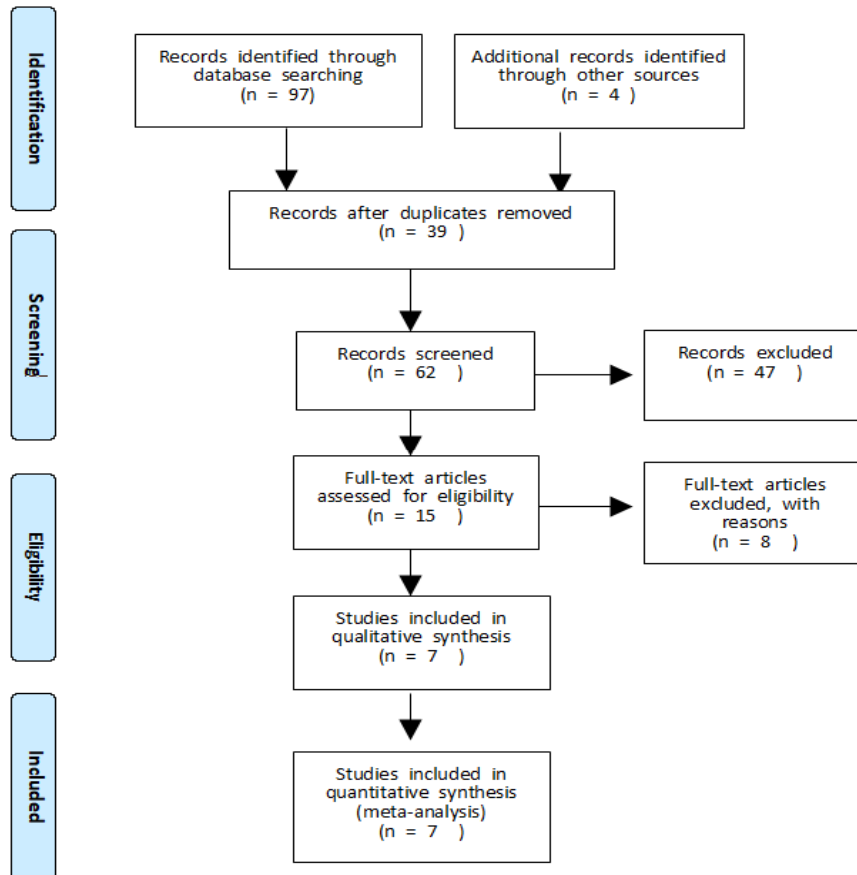 Identification
Records identified through
database searching
(n = 97)
Additional records identified
through other sources
(n = 4 )
Records after duplicates removed
(n = 39 )
Screening
Records screened
(n = 62 )
Records excluded
(n = 47 )
Eligibility
Full-text articles
assessed for eligibility
(n = 15 )
Full-text articles
excluded, with
reasons
(n = 8 )
Studies included in
qualitative synthesis
(n = 7 )
Included
Studies included in
quantitative synthesis
(meta-analysis)
(n = 7 )